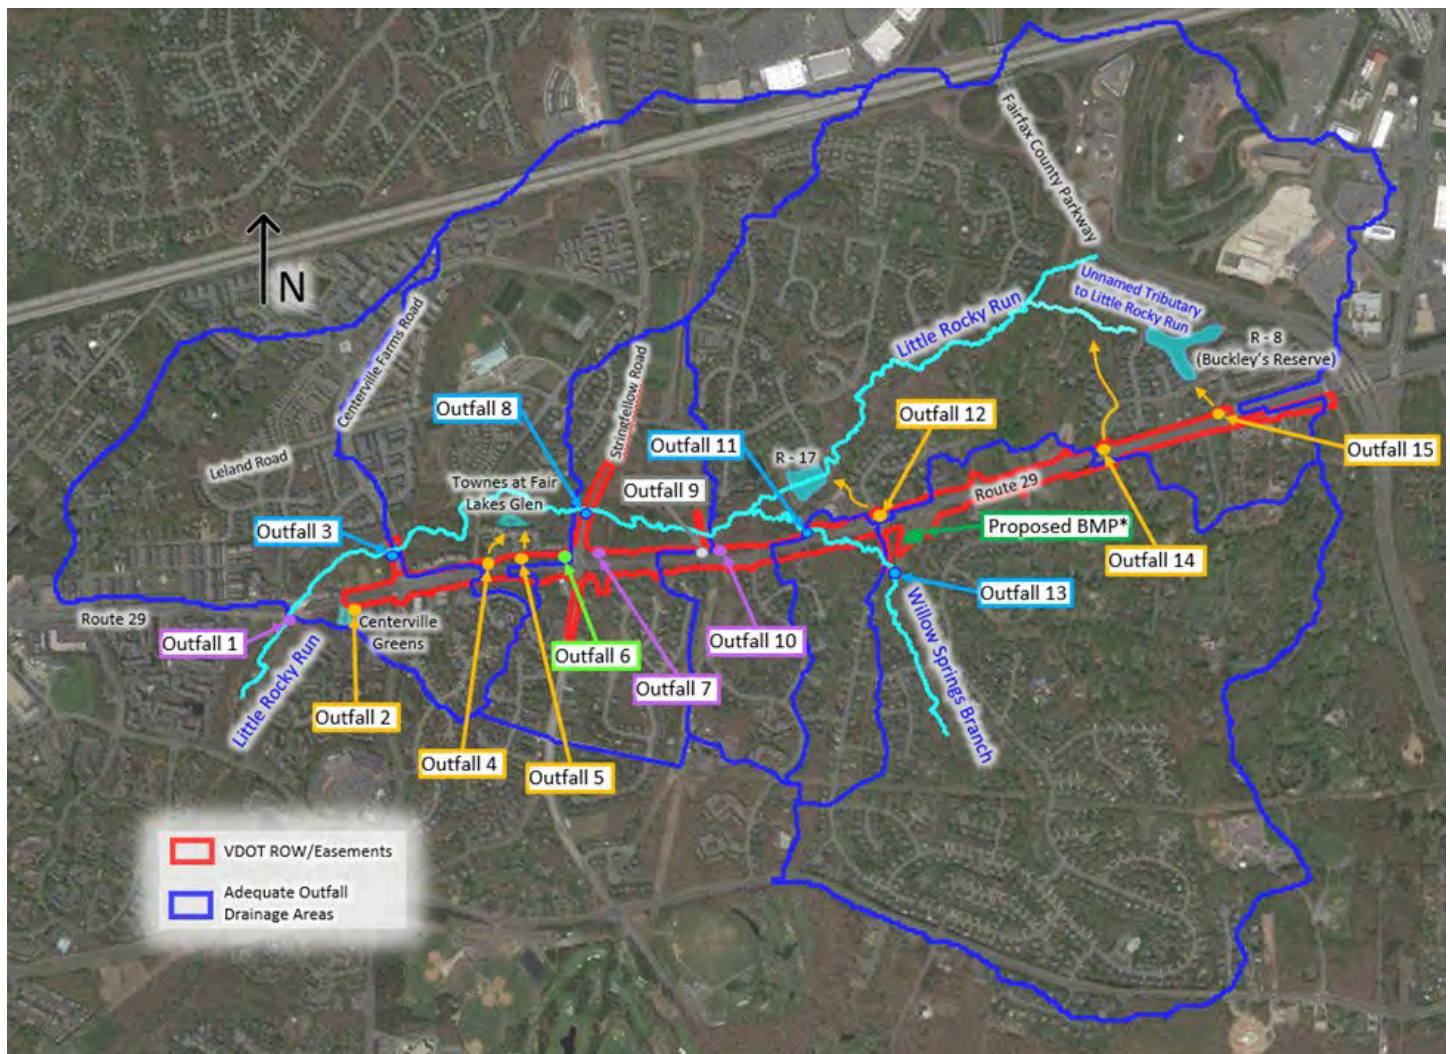 Fairfax County Parkway
N
Unnamed Tributary
to Little Rocky Run
Little Rocky Run
R - 8
(Buckley's Reserve)
Centerville Farms Road
Stringfellow Road
Outfall 8
Outfall 12
Outfall 11
Outfall 15
Leland Road
R - 17
Townes at Fair
Lakes Glen
Outfall 9
Route 29
Outfall 3
Proposed BMP*
Outfall 14
Outfall 13
Route 29
Centerville
Greens
Outfall 1
Outfall 6
Outfall 10
Outfall 7
Little Rocky Run
Willow Springs
Branch
Outfall 2
Outfall 4
Outfall 5
VDOT ROW/Easements
Adequate Outfall
Drainage Areas